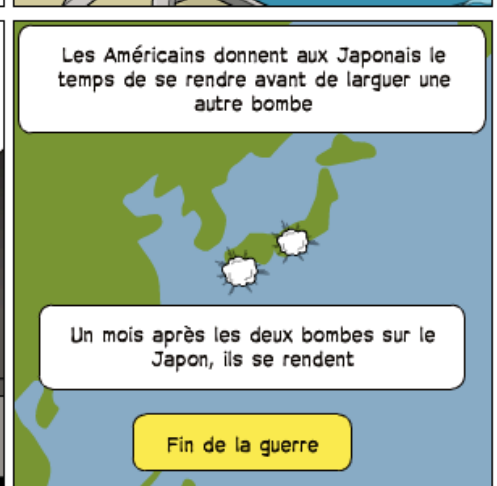 Les Américains donnent aux Japonais le
temps de se rendre avant de larguer une
autre bombe
Un mois après les deux bombes sur le
Japon, ils se rendent
Fin de la guerre